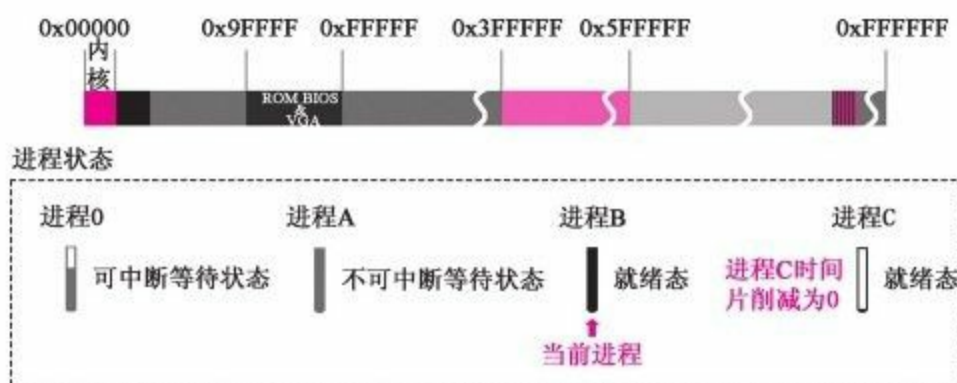 0x00000 0x9FFFF 0xFFFFF 0x3FFFFF 0x5FFFFF 0xFFFFFF
内
核
ROM BIOS
&
VGA
进程状态
进程0 进程A 进程B 进程C
可中断等待状态 不可中断等待状态 就绪态 进程C时间 就绪态
片削减为0
当前进程